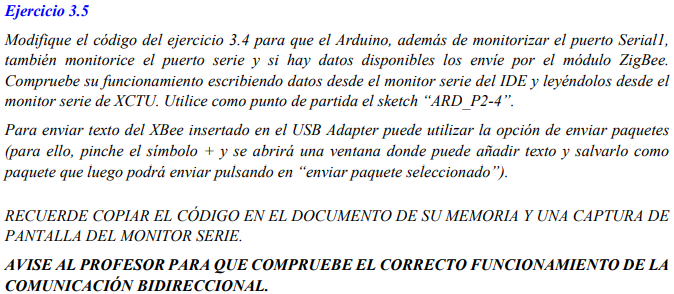 Ejercicio 3.5
Modifique el código del ejercicio 3.4 para que el Arduino, además de monitorizar el puerto Serial1,
también monitorice el puerto serie y si hay datos disponibles los envíe por el módulo ZigBee.
Compruebe su funcionamiento escribiendo datos desde el monitor serie del IDE y leyéndolos desde el
monitor serie de XCTU. Utilice como punto de partida el sketch “ARD_P2-4”.
Para enviar texto del XBee insertado en el USB Adapter puede utilizar la opción de enviar paquetes
(para ello, pinche el símbolo + y se abrirá una ventana donde puede añadir texto y salvarlo como
paquete que luego podrá enviar pulsando en “enviar paquete seleccionado”).
RECUERDE COPIAR EL CÓDIGO EN EL DOCUMENTO DE SU MEMORIA Y UNA CAPTURA DE
PANTALLA DEL MONITOR SERIE.
AVISE AL PROFESOR PARA QUE COMPRUEBE EL CORRECTO FUNCIONAMIENTO DE LA
COMUNICACIÓN BIDIRECCIONAL.